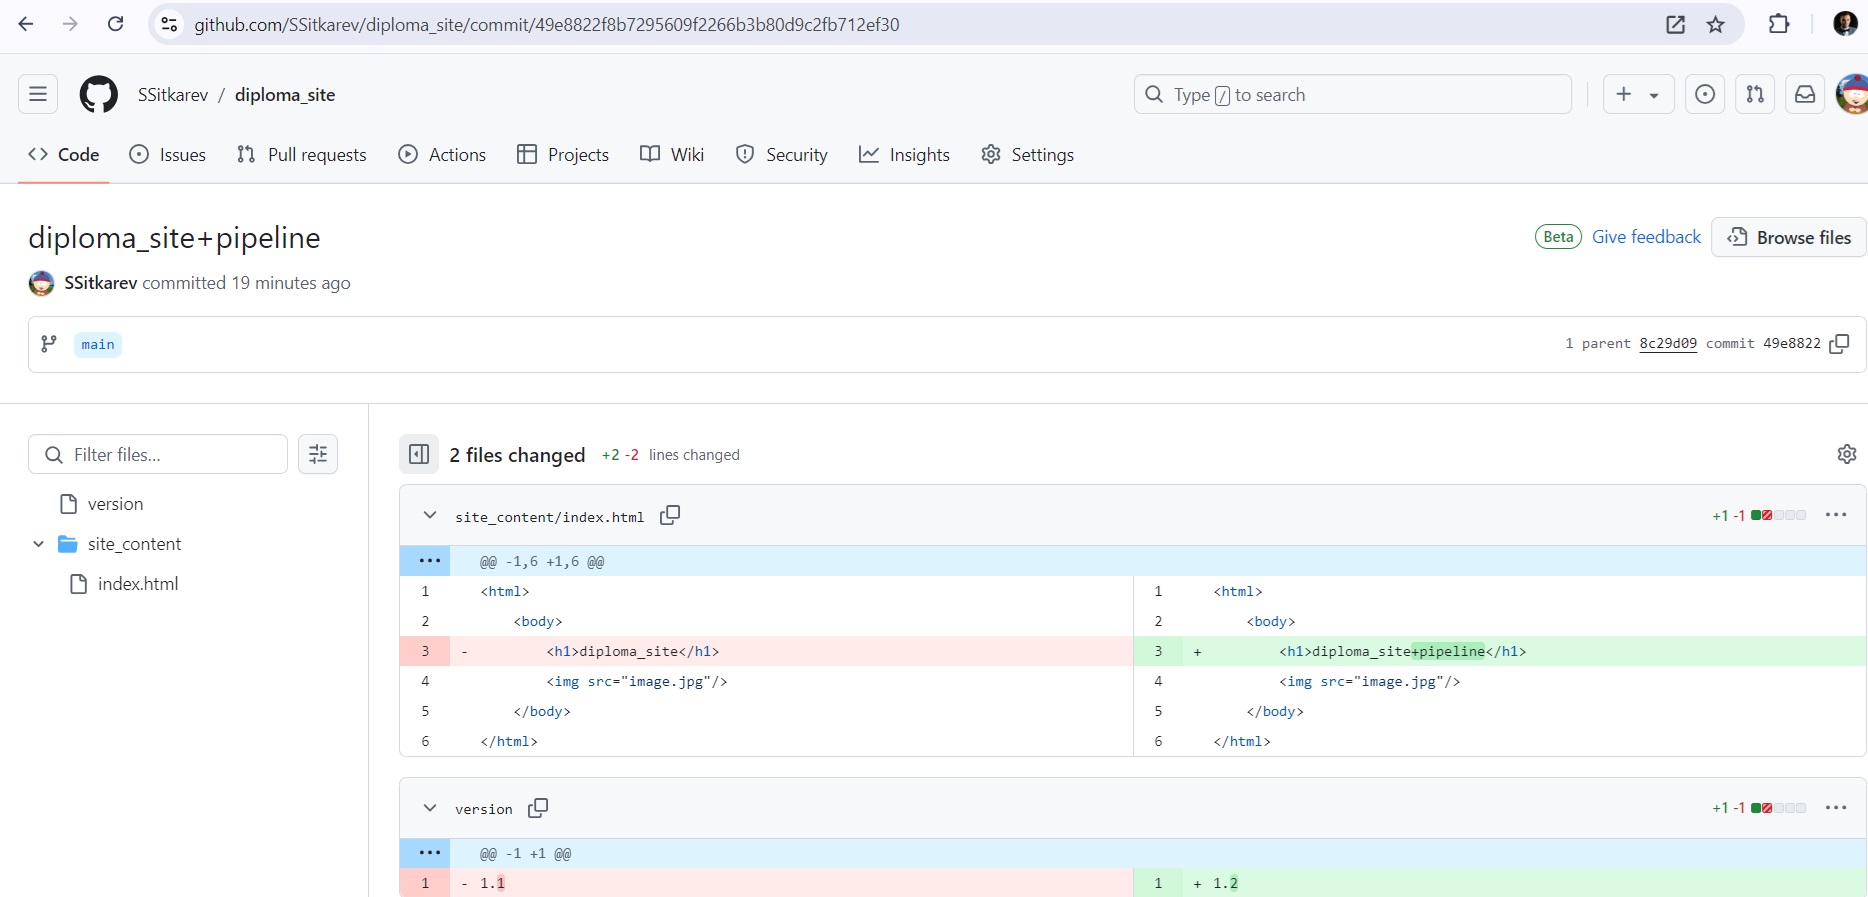 github.com/SSitkarev/diploma_site/commit/49e8822f8b7295609f2266b3b80d9c2fb712ef30
SSitkarev / diploma_site
Type / to search
Code Issues Pull requests Actions Projects Wiki Security Insights Settings
diploma_site+pipeline
Beta Give feedback Browse files
SSitkarev committed 19 minutes ago
main
1 parent 8c29d09 commit 49e8822
Filter files...
version
site_content
index.html
2 files changed +2 -2 lines changed
site_content/index.html +1 -1
@@ -1,6 +1,6 @@
1 <html> 1 <html>
2 <body> 2 <body>
3 - <h1>diploma_site</h1> 3 + <h1>diploma_site+pipeline</h1>
4 <img src="image.jpg"/> 4 <img src="image.jpg"/>
5 </body> 5 </body>
6 </html> 6 </html>
version +1 -1
@@ -1 +1 @@
1 - 1.1 1 + 1.2